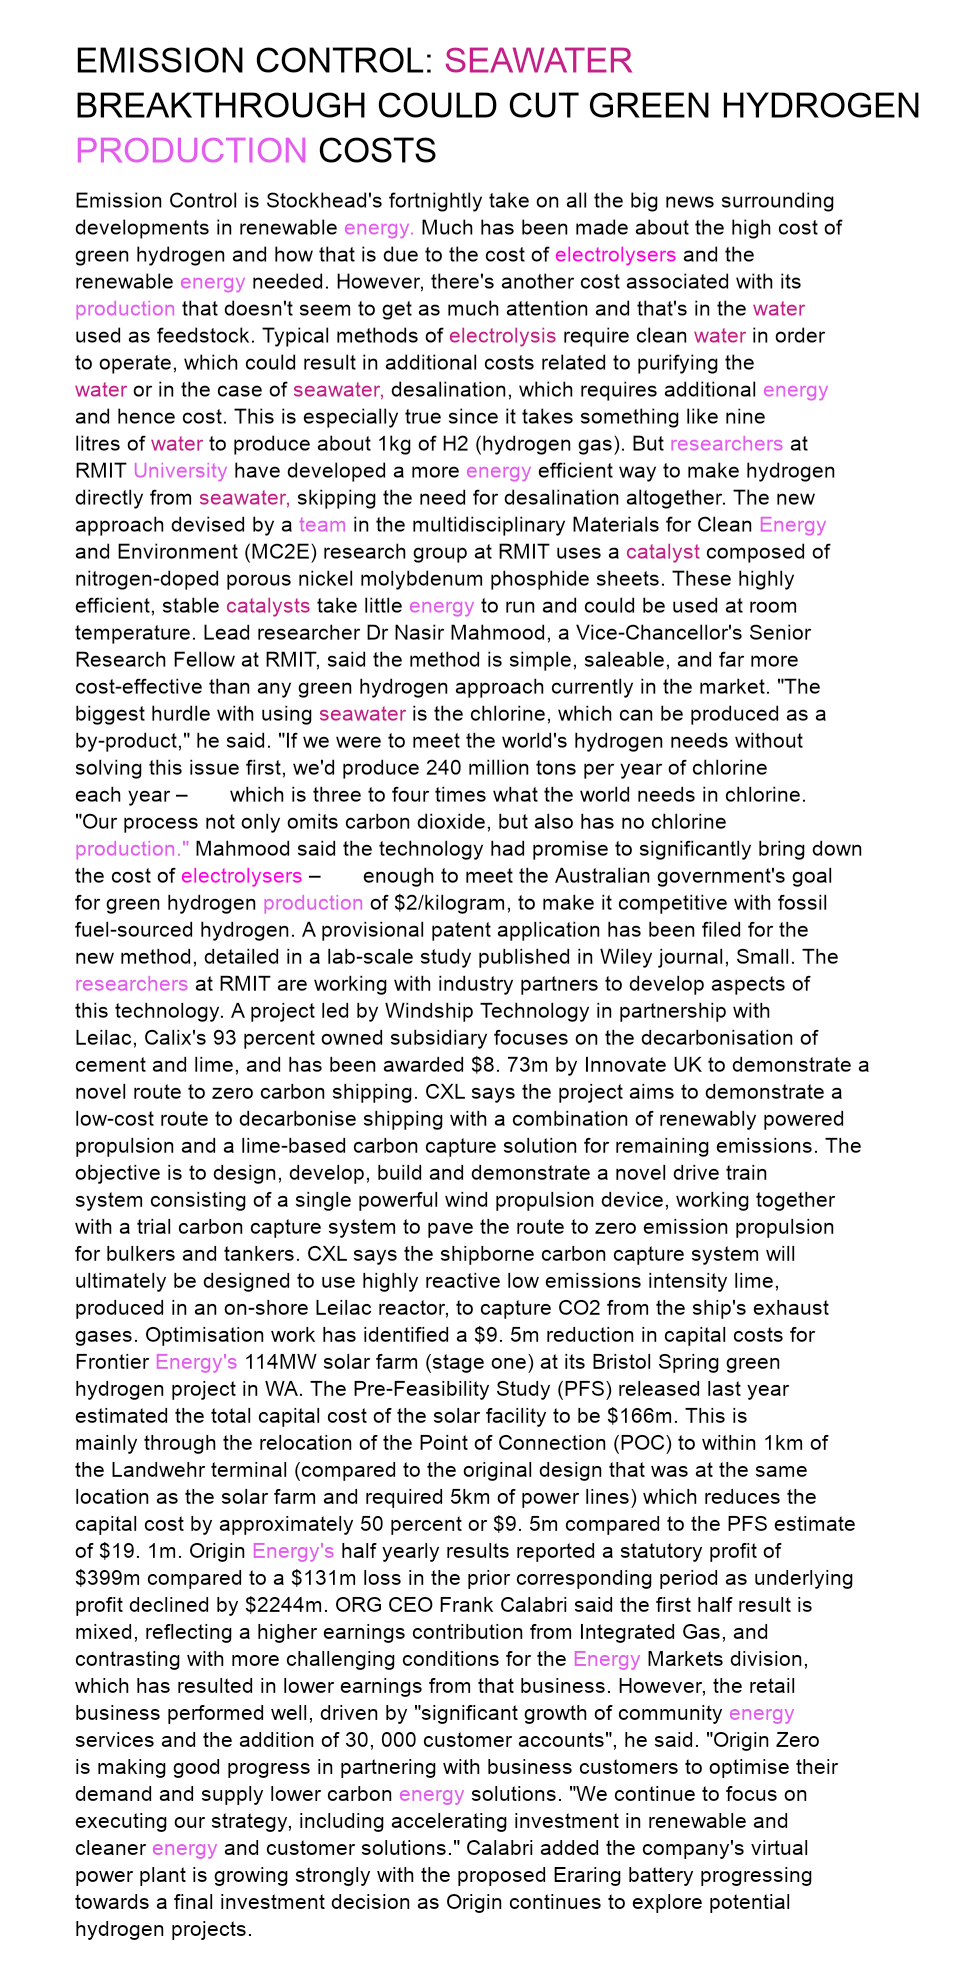 EMISSION CONTROL: SEAWATER
BREAKTHROUGH COULD CUT GREEN HYDROGEN
PRODUCTION COSTS
Emission Control is Stockhead's fortnightly take on all the big news surrounding
developments in renewable energy. Much has been made about the high cost of
green hydrogen and how that is due to the cost of electrolysers and the
renewable energy needed. However, there's another cost associated with its
production that doesn't seem to get as much attention and that's in the water
used as feedstock. Typical methods of electrolysis require clean water in order
to operate, which could result in additional costs related to purifying the
water or in the case of seawater, desalination, which requires additional energy
and hence cost. This is especially true since it takes something like nine
litres of water to produce about 1kg of H2 (hydrogen gas). But researchers at
RMIT University have developed a more energy efficient way to make hydrogen
directly from seawater, skipping the need for desalination altogether. The new
approach devised by a team in the multidisciplinary Materials for Clean Energy
and Environment (MC2E) research group at RMIT uses a catalyst composed of
nitrogen-doped porous nickel molybdenum phosphide sheets. These highly
efficient, stable catalysts take little energy to run and could be used at room
temperature. Lead researcher Dr Nasir Mahmood, a Vice-Chancellor's Senior
Research Fellow at RMIT, said the method is simple, saleable, and far more
cost-effective than any green hydrogen approach currently in the market. "The
biggest hurdle with using seawater is the chlorine, which can be produced as a
by-product," he said. "If we were to meet the world's hydrogen needs without
solving this issue first, we'd produce 240 million tons per year of chlorine
each year – which is three to four times what the world needs in chlorine.
"Our process not only omits carbon dioxide, but also has no chlorine
production." Mahmood said the technology had promise to significantly bring down
the cost of electrolysers – enough to meet the Australian government's goal
for green hydrogen production of $2/kilogram, to make it competitive with fossil
fuel-sourced hydrogen. A provisional patent application has been filed for the
new method, detailed in a lab-scale study published in Wiley journal, Small. The
researchers at RMIT are working with industry partners to develop aspects of
this technology. A project led by Windship Technology in partnership with
Leilac, Calix's 93 percent owned subsidiary focuses on the decarbonisation of
cement and lime, and has been awarded $8. 73m by Innovate UK to demonstrate a
novel route to zero carbon shipping. CXL says the project aims to demonstrate a
low-cost route to decarbonise shipping with a combination of renewably powered
propulsion and a lime-based carbon capture solution for remaining emissions. The
objective is to design, develop, build and demonstrate a novel drive train
system consisting of a single powerful wind propulsion device, working together
with a trial carbon capture system to pave the route to zero emission propulsion
for bulkers and tankers. CXL says the shipborne carbon capture system will
ultimately be designed to use highly reactive low emissions intensity lime,
produced in an on-shore Leilac reactor, to capture CO2 from the ship's exhaust
gases. Optimisation work has identified a $9. 5m reduction in capital costs for
Frontier Energy's 114MW solar farm (stage one) at its Bristol Spring green
hydrogen project in WA. The Pre-Feasibility Study (PFS) released last year
estimated the total capital cost of the solar facility to be $166m. This is
mainly through the relocation of the Point of Connection (POC) to within 1km of
the Landwehr terminal (compared to the original design that was at the same
location as the solar farm and required 5km of power lines) which reduces the
capital cost by approximately 50 percent or $9. 5m compared to the PFS estimate
of $19. 1m. Origin Energy's half yearly results reported a statutory profit of
$399m compared to a $131m loss in the prior corresponding period as underlying
profit declined by $2244m. ORG CEO Frank Calabri said the first half result is
mixed, reflecting a higher earnings contribution from Integrated Gas, and
contrasting with more challenging conditions for the Energy Markets division,
which has resulted in lower earnings from that business. However, the retail
business performed well, driven by "significant growth of community energy
services and the addition of 30, 000 customer accounts", he said. "Origin Zero
is making good progress in partnering with business customers to optimise their
demand and supply lower carbon energy solutions. "We continue to focus on
executing our strategy, including accelerating investment in renewable and
cleaner energy and customer solutions." Calabri added the company's virtual
power plant is growing strongly with the proposed Eraring battery progressing
towards a final investment decision as Origin continues to explore potential
hydrogen projects.